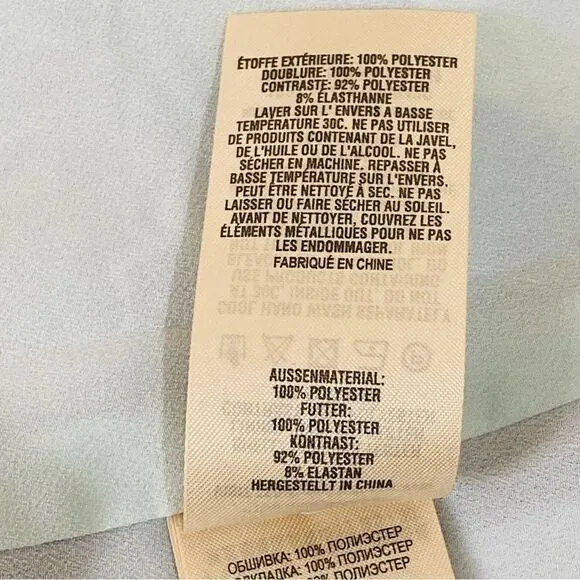 ÉTOFFE EXTÉRIEURE: 100% POLYESTER
DOUBLURE: 100% POLYESTER
CONTRASTE: 92% POLYESTER
8% ÉLASTHANNE
LAVER SUR L' ENVERS A BASSE
TEMPÉRATURE 30C. NE PAS UTILISER
DE PRODUITS CONTENANT DE LA JAVEL,
DE L'HUILE OU DE L'ALCOOL. NE PAS
SÉCHER EN MACHINE. REPASSER À
BASSE TEMPÉRATURE SUR L'ENVERS.
PEUT ÊTRE NETTOYÉ À SEC. NE PAS
LAISSER OU FAIRE SÉCHER AU SOLEIL.
AVANT DE NETTOYER, COUVREZ LES
ÉLÉMENTS MÉTALLIQUES POUR NE PAS
LES ENDOMMAGER.
FABRIQUÉ EN CHINE
AUSSENMATERIAL:
100% POLYESTER
FUTTER:
100% POLYESTER
KONTRAST:
92% POLYESTER
8% ELASTAN
HERGESTELLT IN CHINA
ОБШИВКА: 100% ПОЛИЭСТЕР
ПОДКЛАДКА: 100% ПОЛИЭСТЕР
ПОЛИЭСТЕР